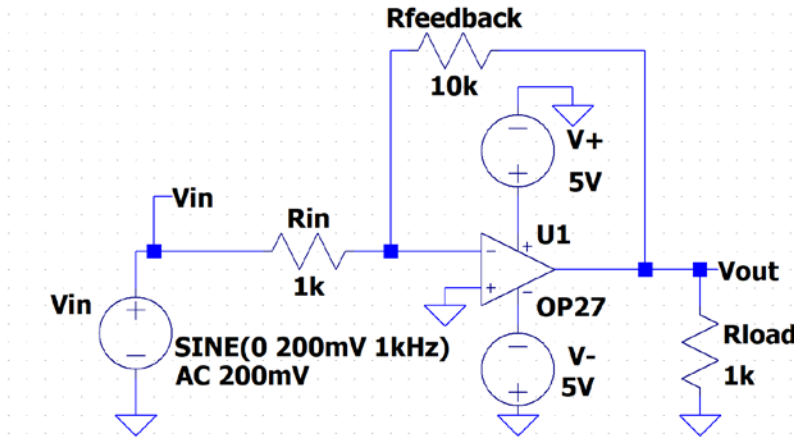 Rfeedback
10k
V+
5V
Vin
Rin
1k
U1
OP27
Vout
Vin
SINE(0 200mV 1kHz)
AC 200mV
V-
5V
Rload
1k